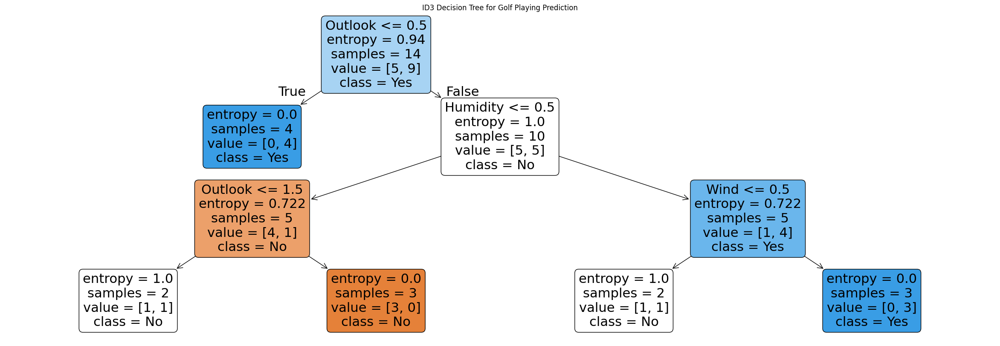 ID3 Decision Tree for Golf Playing Prediction
Outlook <= 0.5
entropy = 0.94
samples = 14
value = [5, 9]
class = Yes
True
False
entropy = 0.0
samples = 4
value = [0, 4]
class = Yes
Humidity <= 0.5
entropy = 1.0
samples = 10
value = [5, 5]
class = No
Outlook <= 1.5
entropy = 0.722
samples = 5
value = [4, 1]
class = No
Wind <= 0.5
entropy = 0.722
samples = 5
value = [1, 4]
class = Yes
entropy = 1.0
samples = 2
value = [1, 1]
class = No
entropy = 0.0
samples = 3
value = [3, 0]
class = No
entropy = 1.0
samples = 2
value = [1, 1]
class = No
entropy = 0.0
samples = 3
value = [0, 3]
class = Yes